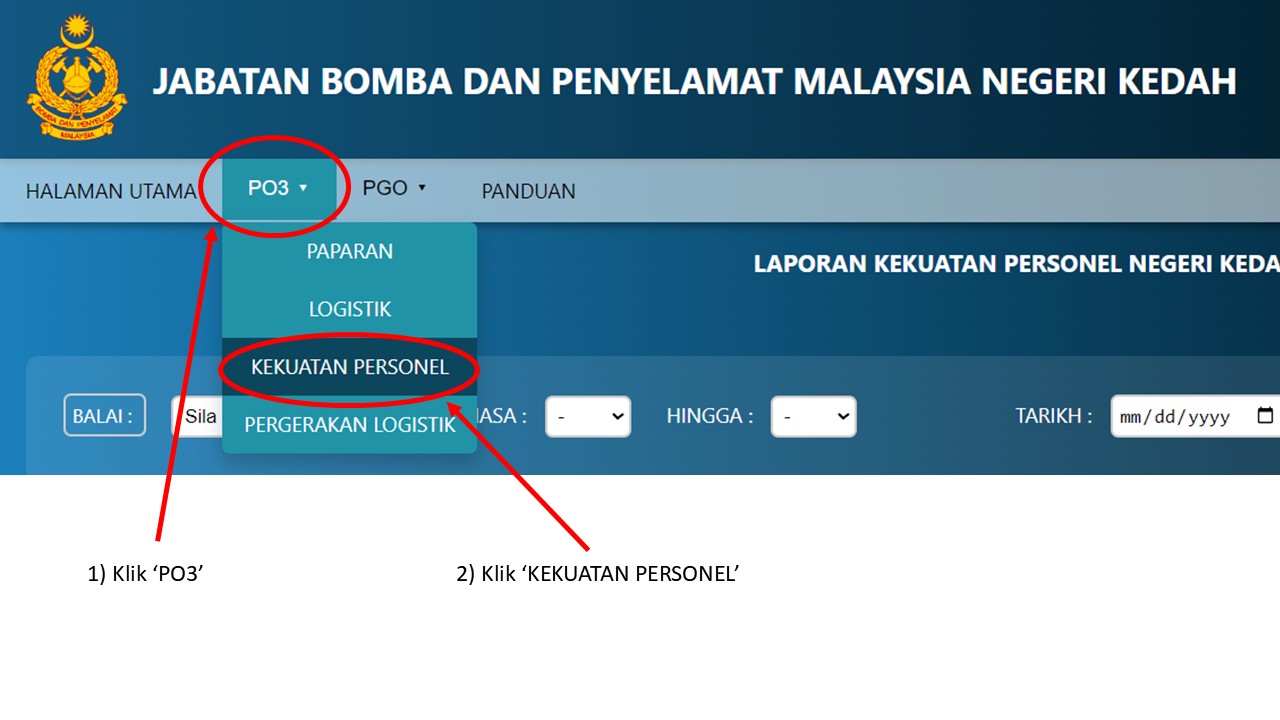 JABATAN BOMBA DAN PENYELAMAT MALAYSIA NEGERI KEDAH
BOMBA DAN PENYELAMAT
MALAYSIA
HALAMAN UTAMA PO3 ▼ PGO ▼ PANDUAN
PAPARAN
LAPORAN KEKUATAN PERSONEL NEGERI KEDA
LOGISTIK
KEKUATAN PERSONEL
BALAI : Sila ASA : - HINGGA : - TARIKH : mm/dd/yyyy
PERGERAKAN LOGISTIK
1) Klik ‘PO3’ 2) Klik ‘KEKUATAN PERSONEL’